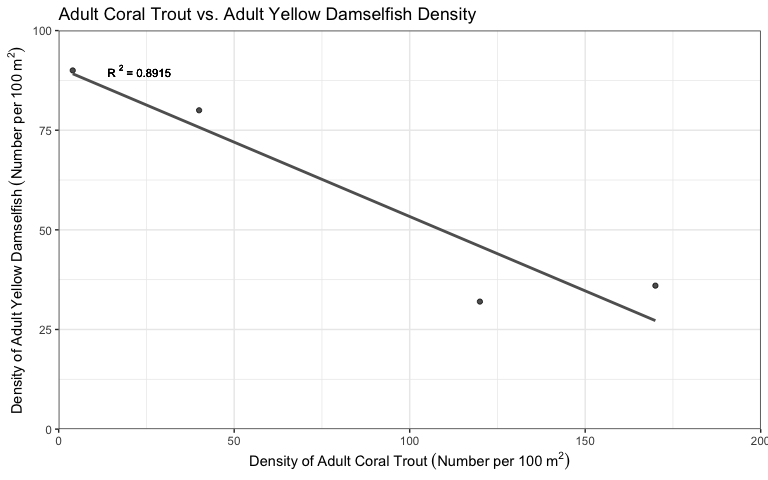 Adult Coral Trout vs. Adult Yellow Damselfish Density
R² = 0.8915
Density of Adult Yellow Damselfish (Number per 100 m²)
100
75
50
25
0
0 50 100 150 200
Density of Adult Coral Trout (Number per 100 m²)